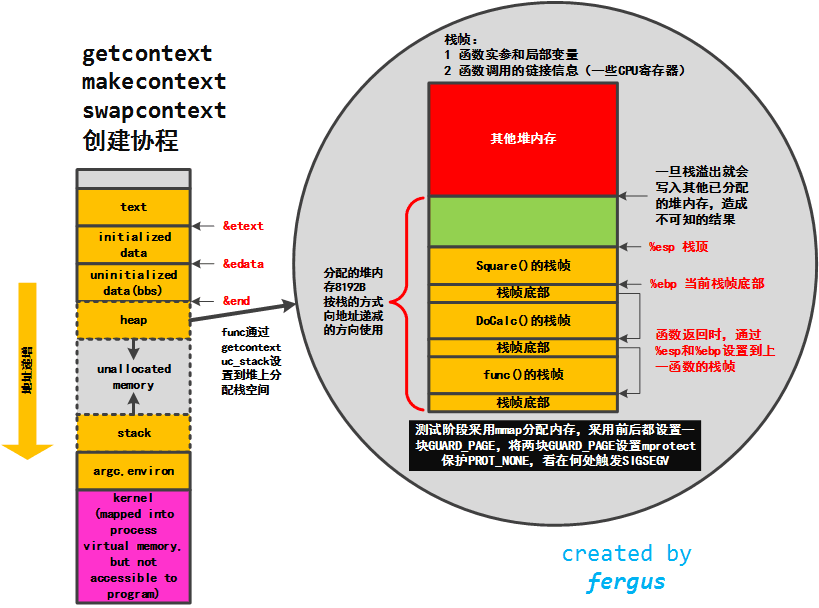 getcontext
makecontext
swapcontext
创建协程
text
initialized
data
uninitialized
data(bbs)
heap
unallocated
memory
stack
argc.environ
kernel
(mapped into
process
virtual memory.
but not
accessible to
program)
&etext
&edata
&end
地址递增
func通过
getcontext
uc_stack设
置到堆上分
配栈空间
栈帧：
1 函数实参和局部变量
2 函数调用的链接信息（一些CPU寄存器）
其他堆内存
一旦栈溢出就会
写入其他已分配
的堆内存，造成
不可知的结果
%esp 栈顶
分配的堆内
存8192B
按栈的方式
向地址递减
的方向使用
Square()的栈帧
%ebp 当前栈帧底部
栈帧底部
DoCalc()的栈帧
栈帧底部
func()的栈帧
栈帧底部
函数返回时，通过
%esp和%ebp设置到上
一函数的栈帧
测试阶段采用mmap分配内存，采用前后都设置一
块GUARD_PAGE，将两块GUARD_PAGE设置mprotect
保护PROT_NONE，看在何处触发SIGSEGV
created by
fergus